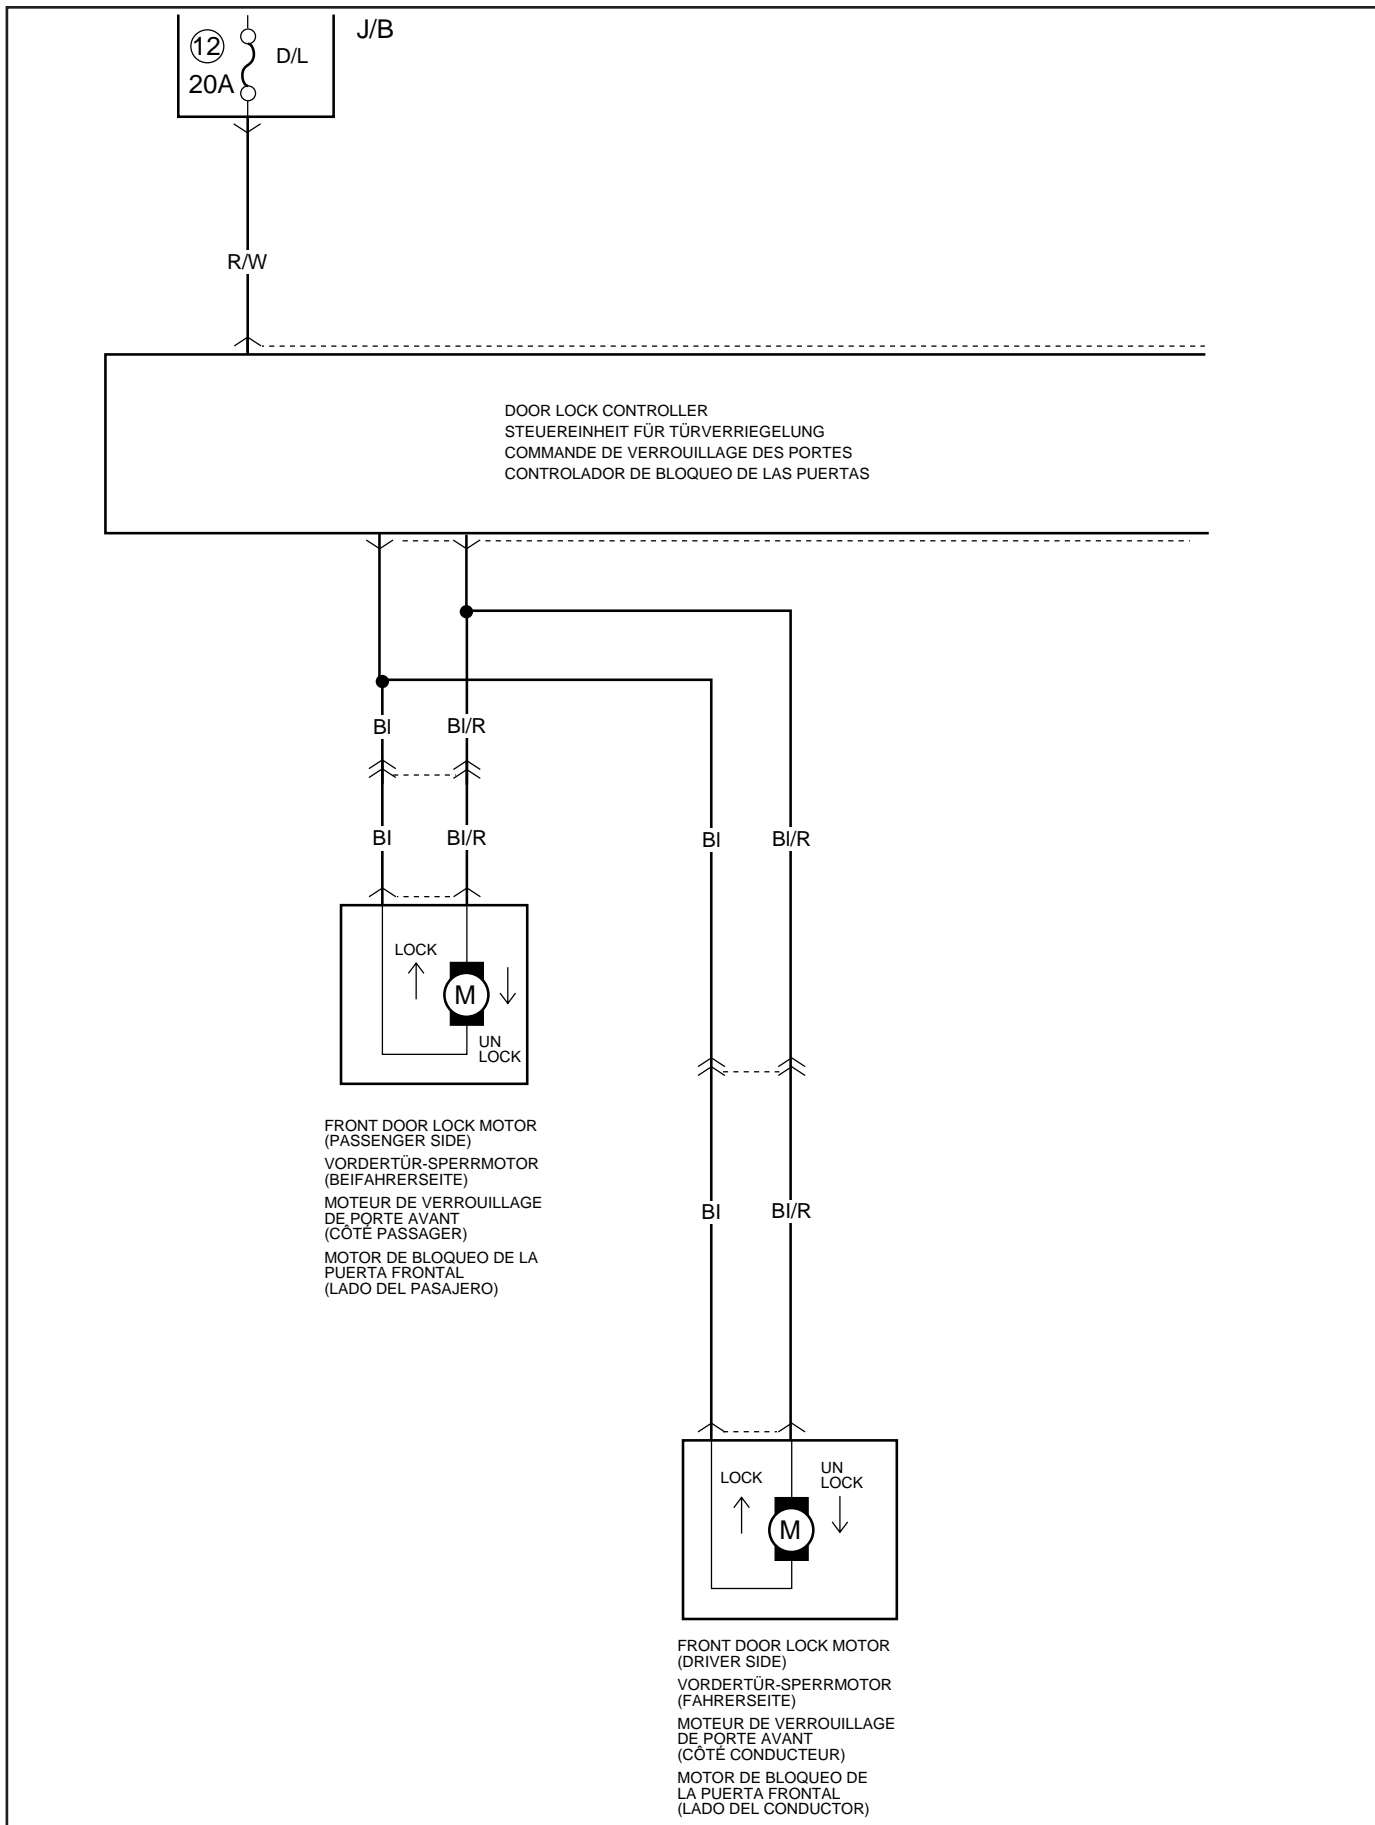 J/B
12
D/L
20A
R/W
DOOR LOCK CONTROLLER
STEUEREINHEIT FÜR TÜRVERRIEGELUNG
COMMANDE DE VERROUILLAGE DES PORTES
CONTROLADOR DE BLOQUEO DE LAS PUERTAS
Bl
Bl/R
Bl
Bl/R
Bl
Bl/R
LOCK
M
UN
LOCK
FRONT DOOR LOCK MOTOR
(PASSENGER SIDE)
VORDERTÜR-SPERRMOTOR
(BEIFAHRERSEITE)
MOTEUR DE VERROUILLAGE
DE PORTE AVANT
(CÔTÉ PASSAGER)
MOTOR DE BLOQUEO DE LA
PUERTA FRONTAL
(LADO DEL PASAJERO)
Bl
Bl/R
LOCK
UN
LOCK
M
FRONT DOOR LOCK MOTOR
(DRIVER SIDE)
VORDERTÜR-SPERRMOTOR
(FAHRERSEITE)
MOTEUR DE VERROUILLAGE
DE PORTE AVANT
(CÔTÉ CONDUCTEUR)
MOTOR DE BLOQUEO DE
LA PUERTA FRONTAL
(LADO DEL CONDUCTOR)